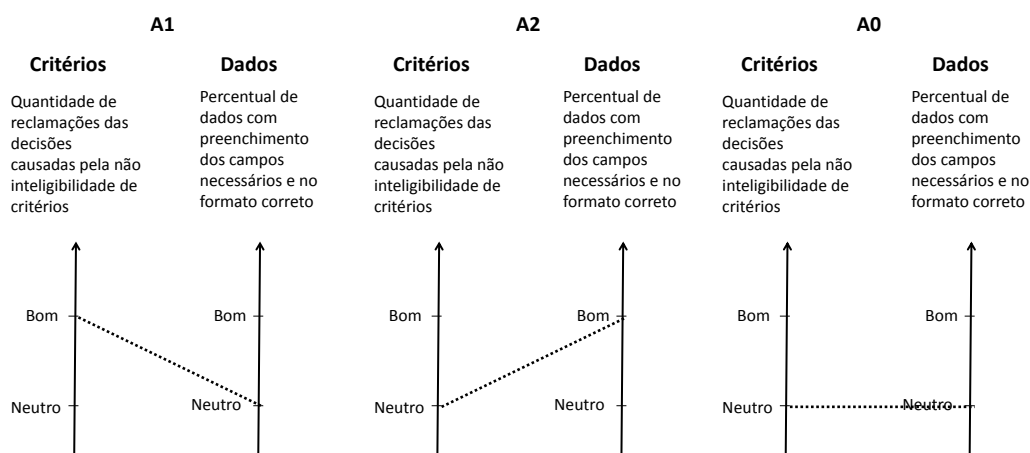 A1
Critérios
Dados
Quantidade de
reclamações das
decisões
causadas pela não
inteligibilidade de
critérios
Percentual de
dados com
preenchimento
dos campos
necessários e no
formato correto
Bom
Bom
Neutro
Neutro
A2
Critérios
Dados
Quantidade de
reclamações das
decisões
causadas pela não
inteligibilidade de
critérios
Percentual de
dados com
preenchimento
dos campos
necessários e no
formato correto
Bom
Bom
Neutro
Neutro
A0
Critérios
Dados
Quantidade de
reclamações das
decisões
causadas pela não
inteligibilidade de
critérios
Percentual de
dados com
preenchimento
dos campos
necessários e no
formato correto
Bom
Bom
Neutro
Neutro